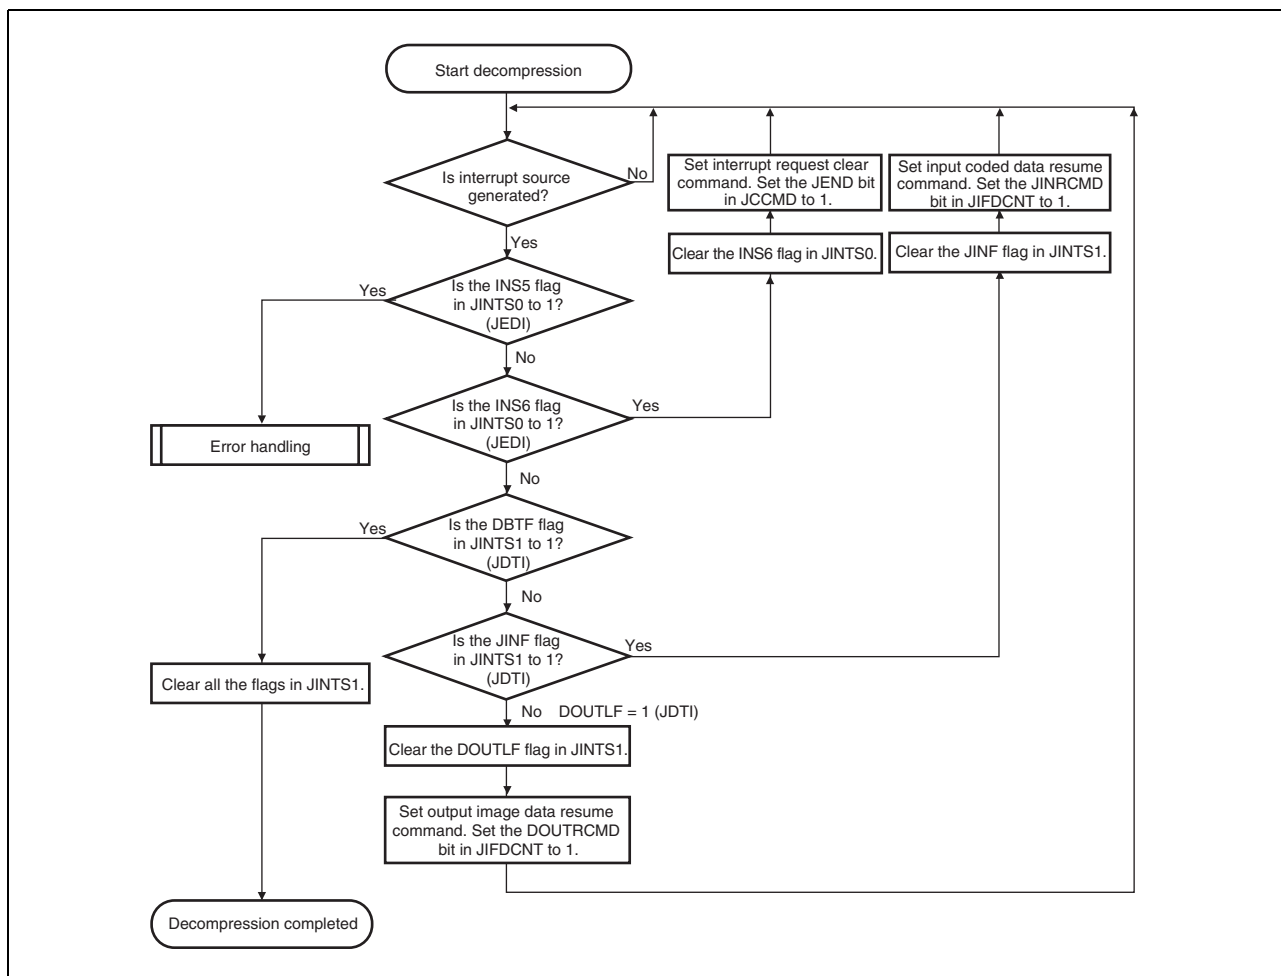 Start decompression
Is interrupt source
generated?
No
Set interrupt request clear
command. Set the JEND bit
in JCCMD to 1.
Set input coded data resume
command. Set the JINRCMD
bit in JIFDCNT to 1.
Yes
Clear the INS6 flag in JINTS0.
Clear the JINF flag in JINTS1.
Yes
Is the INS5 flag
in JINTS0 to 1?
(JEDI)
No
Is the INS6 flag
in JINTS0 to 1?
(JEDI)
Yes
Error handling
No
Yes
Is the DBTF flag
in JINTS1 to 1?
(JDTI)
No
Is the JINF flag
in JINTS1 to 1?
(JDTI)
Yes
Clear all the flags in JINTS1.
No DOUTLF = 1 (JDTI)
Clear the DOUTLF flag in JINTS1.
Set output image data resume
command. Set the DOUTRCMD
bit in JIFDCNT to 1.
Decompression completed